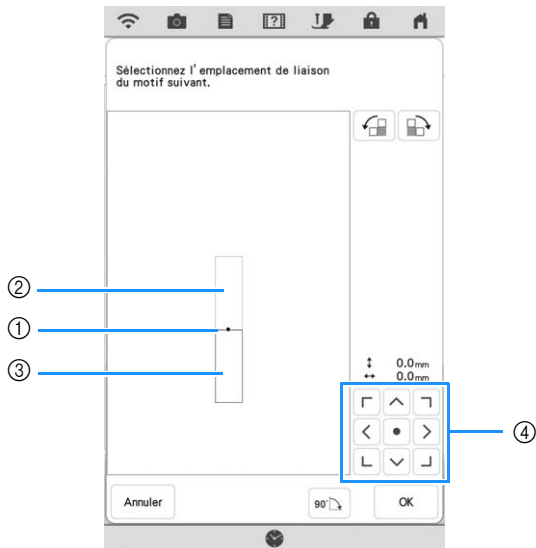 ?
Sélectionnez l'emplacement de liaison
du motif suivant.
②
①
③
0.0mm
0.0mm
④
Annuler
90°
OK